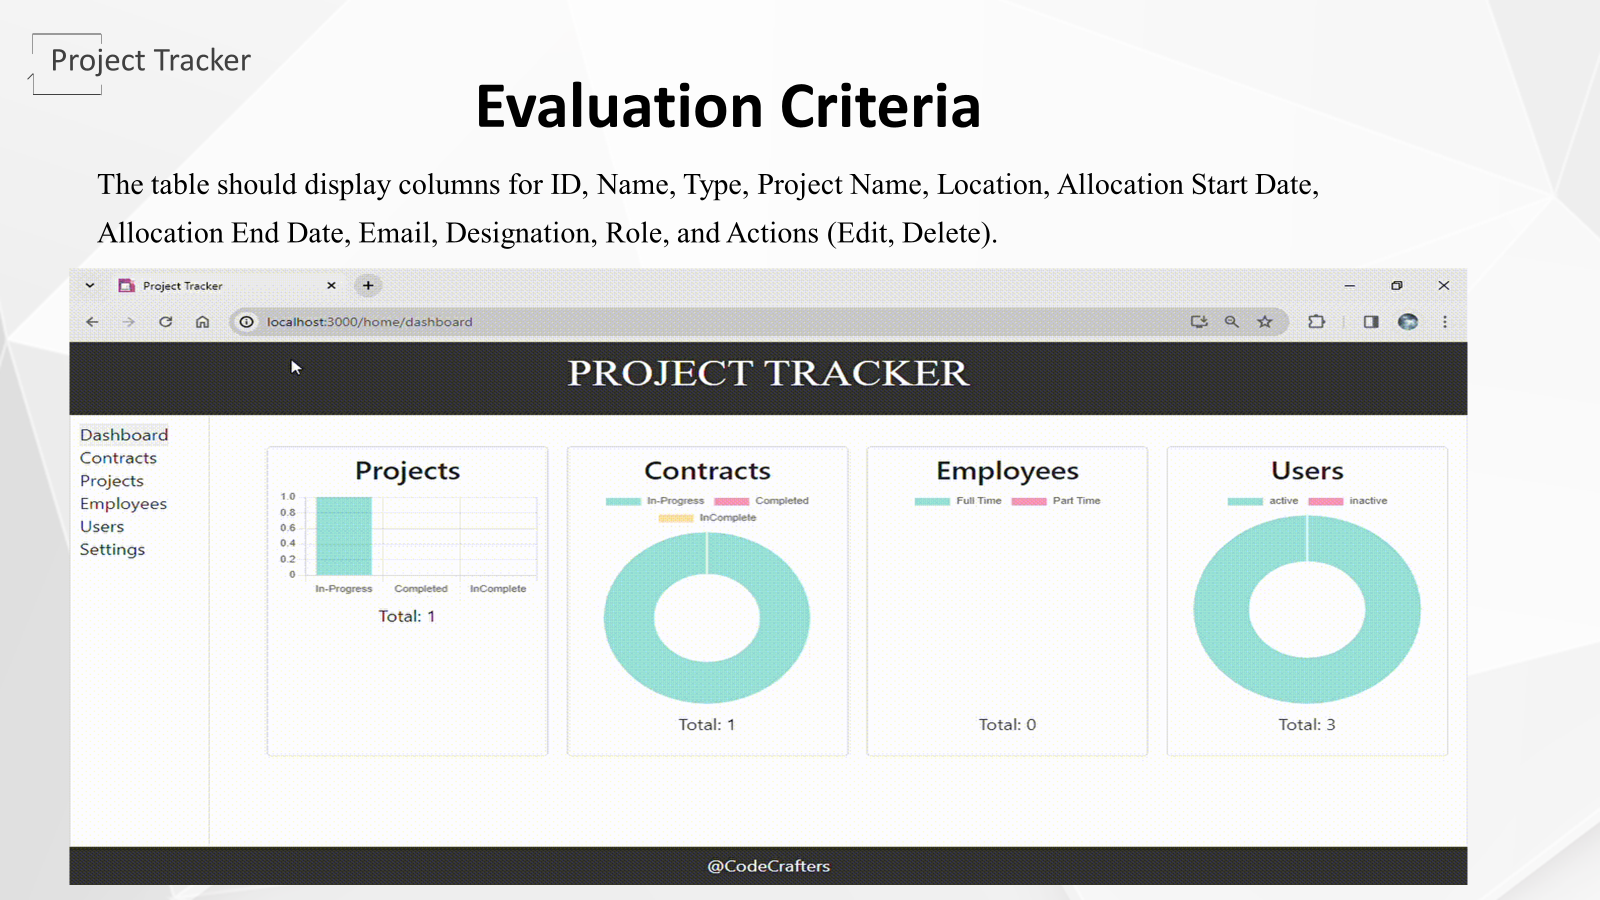 Project Tracker
Evaluation Criteria
The table should display columns for ID, Name, Type, Project Name, Location, Allocation Start Date,
Allocation End Date, Email, Designation, Role, and Actions (Edit, Delete).
Project Tracker
localhost:3000/home/dashboard
PROJECT TRACKER
Dashboard
Contracts
Projects
Employees
Users
Settings
Projects
1.0
0.8
0.6
0.4
0.2
0
In-Progress Completed InComplete
Total: 1
Contracts
In-Progress Completed
InComplete
Total: 1
Employees
Full Time Part Time
Total: 0
Users
active inactive
Total: 3
@CodeCrafters